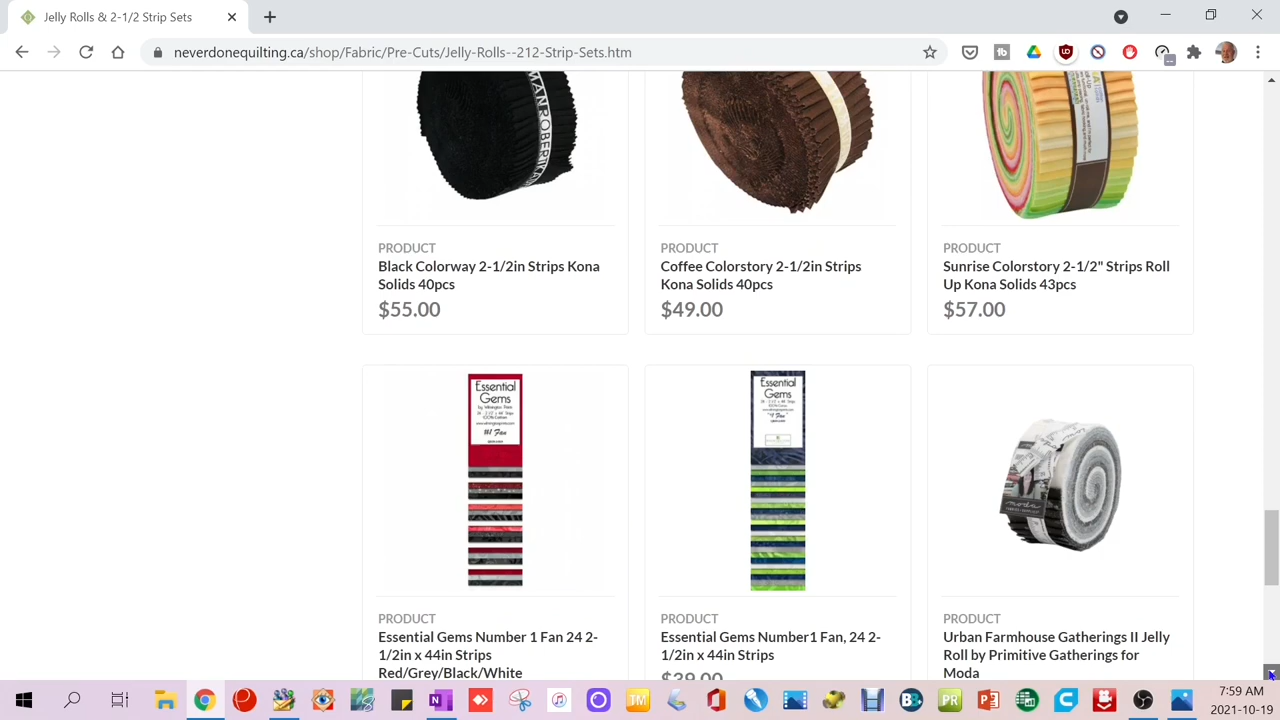 Jelly Rolls & 2-1/2 Strip Sets
neverdonequilting.ca/shop/Fabric/Pre-Cuts/Jelly-Rolls--212-Strip-Sets.htm
PRODUCT
Black Colorway 2-1/2in Strips Kona
Solids 40pcs
$55.00
PRODUCT
Coffee Colorstory 2-1/2in Strips
Kona Solids 40pcs
$49.00
PRODUCT
Sunrise Colorstory 2-1/2" Strips Roll
Up Kona Solids 43pcs
$57.00
Essential
Gems
Essential
Gems
moda
PRODUCT
Essential Gems Number 1 Fan 24 2-
1/2in x 44in Strips
Red/Grey/Black/White
PRODUCT
Essential Gems Number1 Fan, 24 2-
1/2in x 44in Strips
$39.00
PRODUCT
Urban Farmhouse Gatherings II Jelly
Roll by Primitive Gatherings for
Moda
7:59 AM
2021-10-19